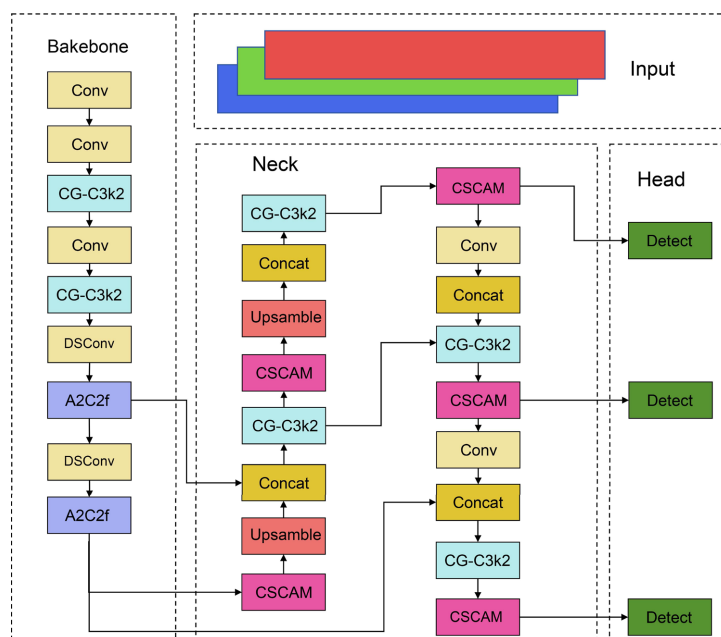 Bakebone
Conv
Conv
CG-C3k2
Conv
CG-C3k2
DSConv
A2C2f
DSConv
A2C2f
Input
Neck
CG-C3k2
Concat
Upsamble
CSCAM
CG-C3k2
Concat
Upsamble
CSCAM
CSCAM
Conv
Concat
CG-C3k2
CSCAM
Conv
Concat
CG-C3k2
CSCAM
Head
Detect
Detect
Detect